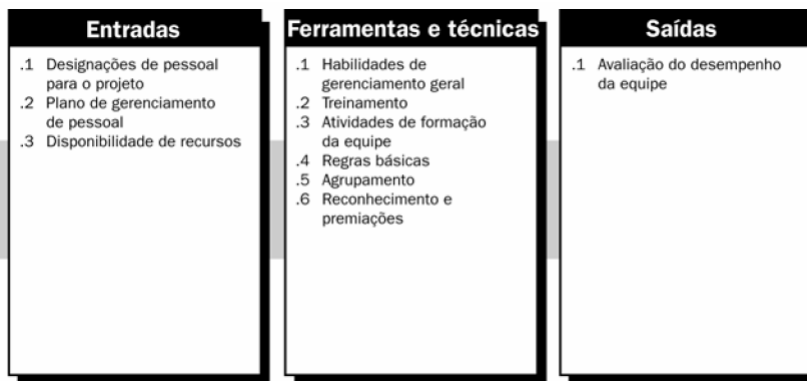 Entradas
.1 Designações de pessoal
para o projeto
.2 Plano de gerenciamento
de pessoal
.3 Disponibilidade de recursos
Ferramentas e técnicas
.1 Habilidades de
gerenciamento geral
.2 Treinamento
.3 Atividades de formação
da equipe
.4 Regras básicas
.5 Agrupamento
.6 Reconhecimento e
premiações
Saídas
.1 Avaliação do desempenho
da equipe